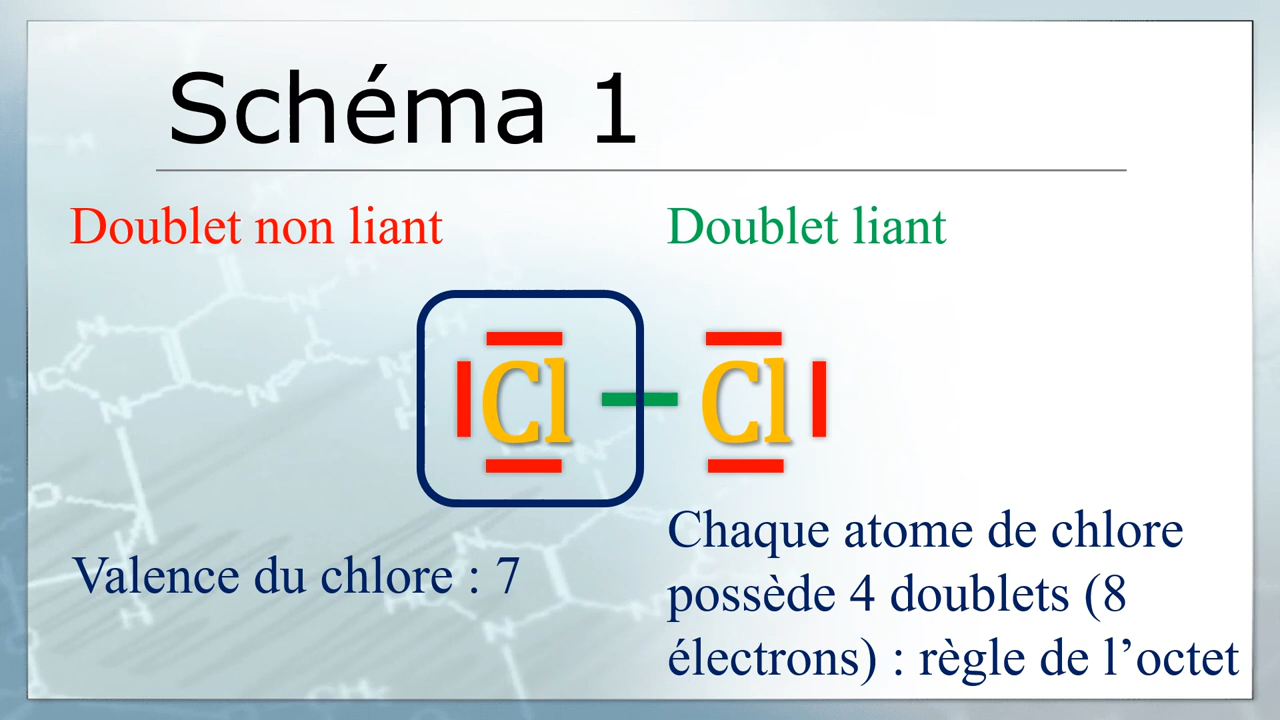 Schéma 1
Doublet non liant
Doublet liant
Cl
Cl
Valence du chlore : 7
Chaque atome de chlore
possède 4 doublets (8
électrons) : règle de l’octet